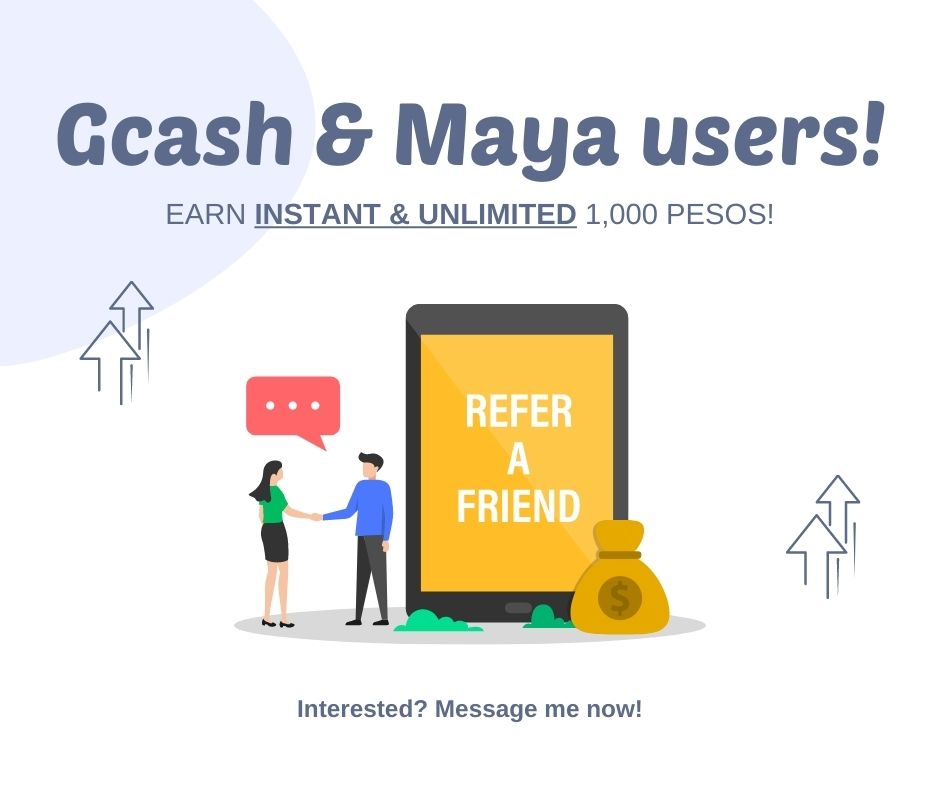 Gcash & Maya users!
EARN INSTANT & UNLIMITED 1,000 PESOS!
REFER
A
FRIEND
$
Interested? Message me now!